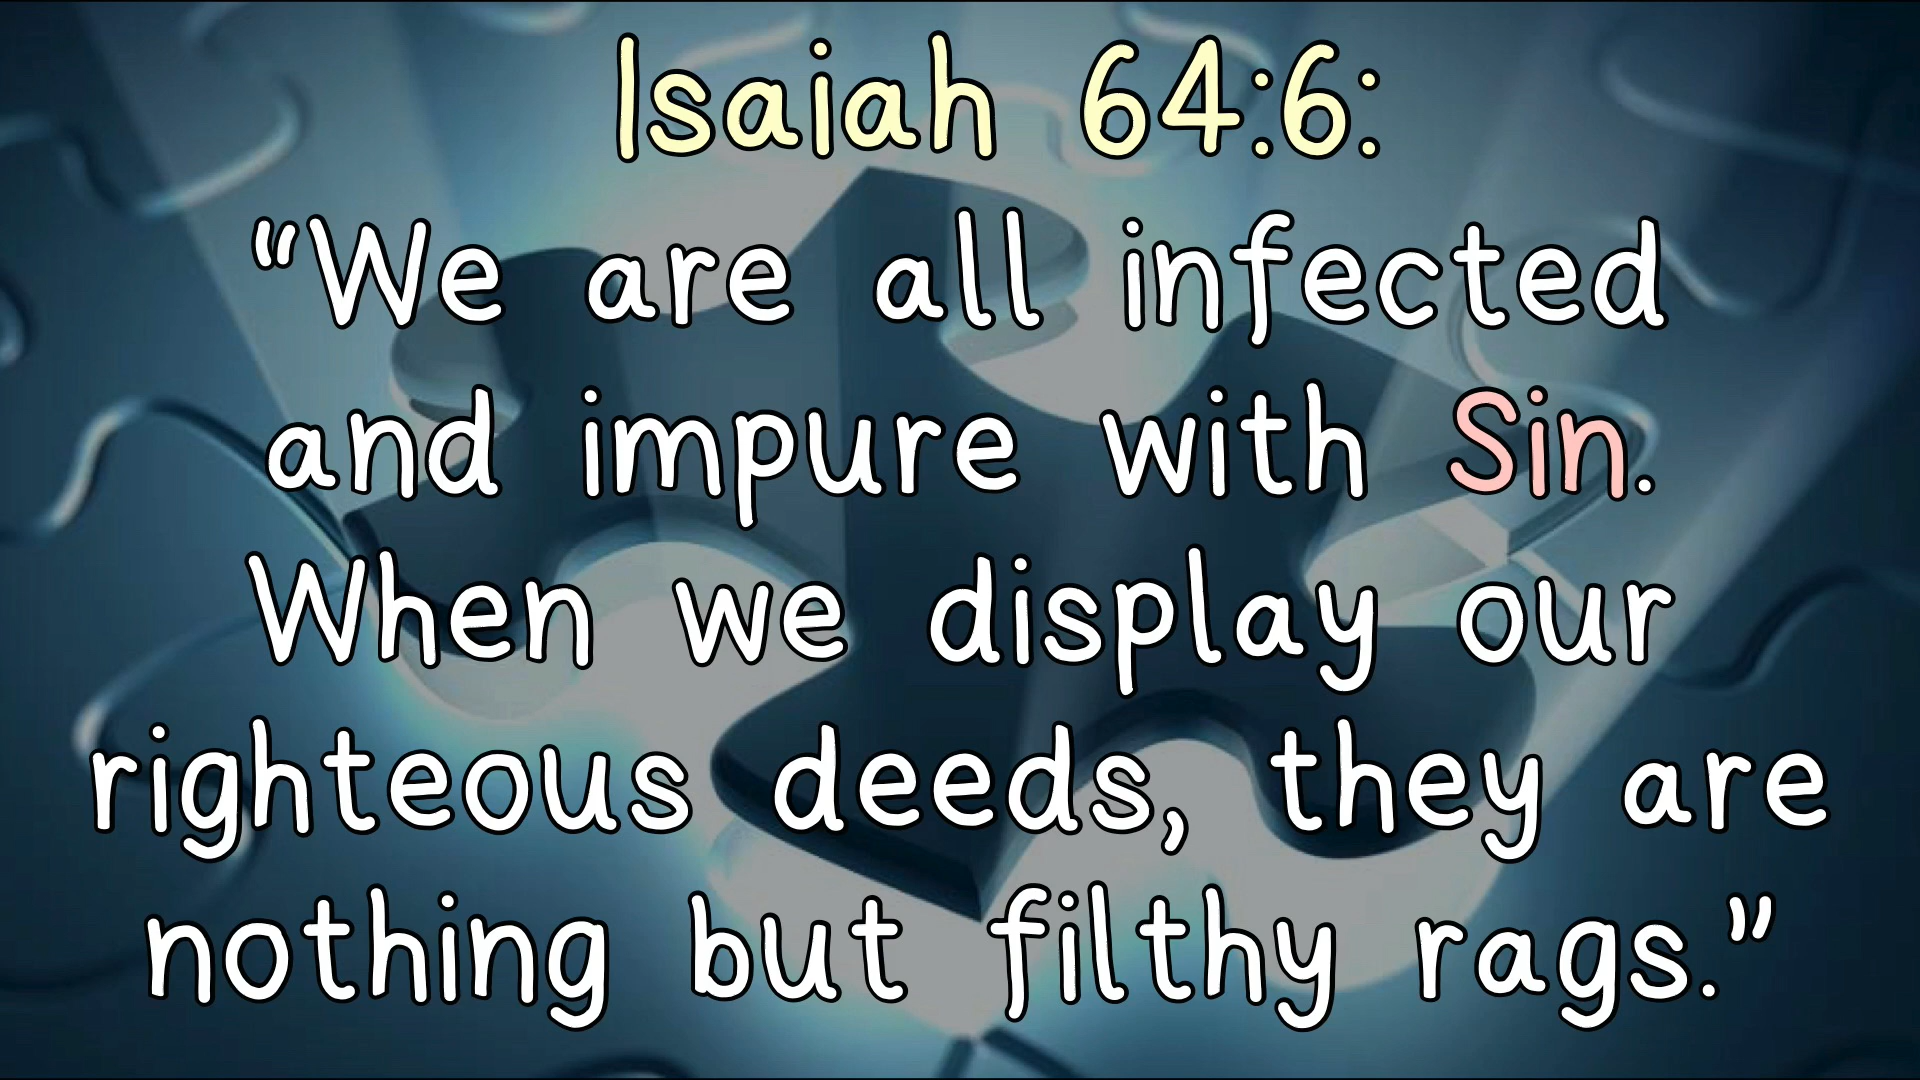 Isaiah 64:6:
“We are all infected
and impure with Sin.
When we display our
righteous deeds, they are
nothing but filthy rags.”